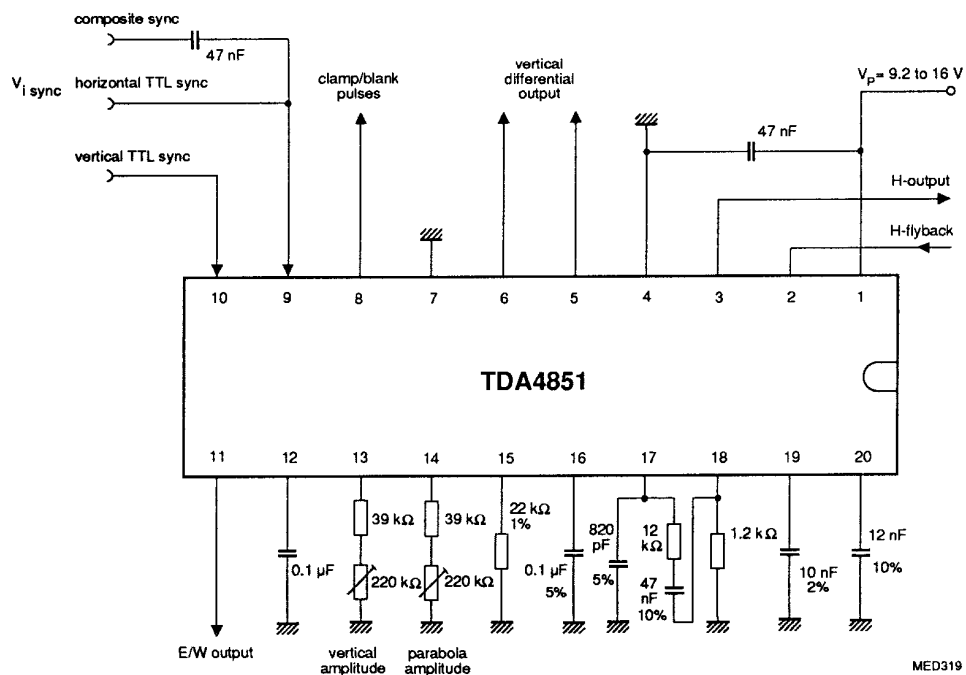 composite sync
47 nF
V i sync
horizontal TTL sync
vertical TTL sync
clamp/blank
pulses
vertical
differential
output
VP = 9.2 to 16 V
47 nF
H-output
H-flyback
10 9 8 7 6 5 4 3 2 1
TDA4851
11 12 13 14 15 16 17 18 19 20
0.1 µF
39 kΩ
220 kΩ
39 kΩ
220 kΩ
22 kΩ
1%
0.1 µF
5%
820
pF
5%
12
kΩ
47
nF
10%
1.2 kΩ
10 nF
2%
12 nF
10%
E/W output
vertical
amplitude
parabola
amplitude
MED319